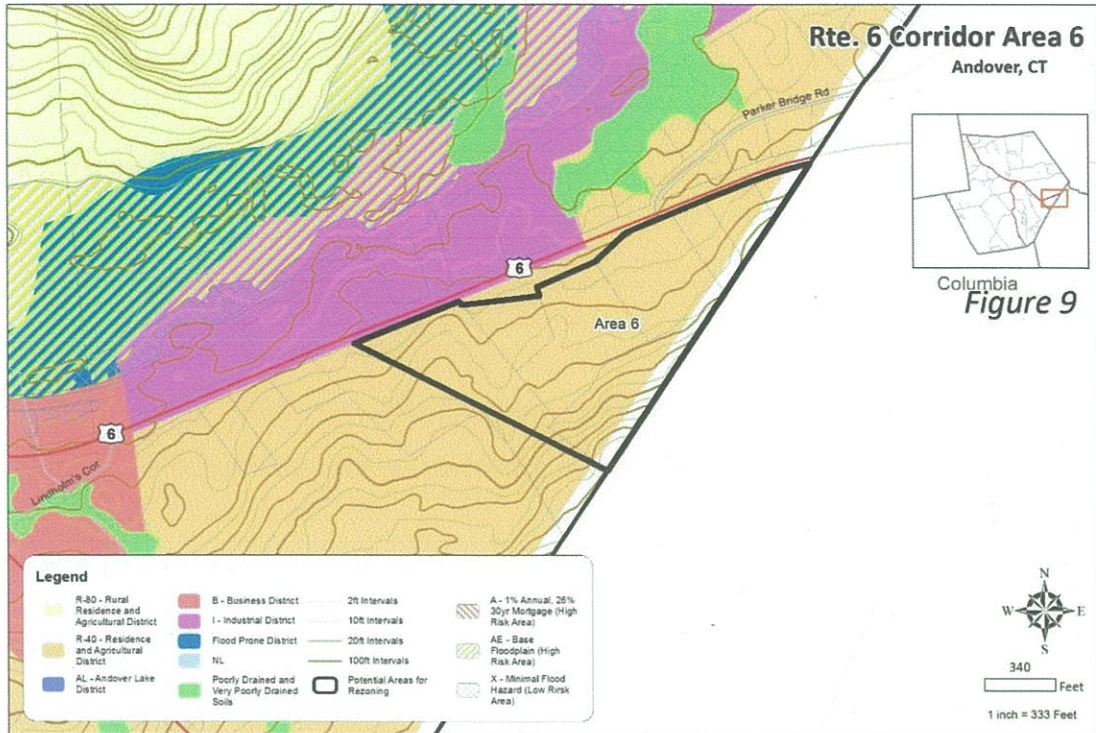 Rte. 6 Corridor Area 6
Andover, CT
Parker Bridge Rd
Columbia
Figure 9
6
Area 6
6
Lindholm's Cor
Legend
R-80 - Rural
Residence and
Agricultural District
R-40 - Residence
and Agricultural
District
AL - Andover Lake
District
B - Business District
I - Industrial District
Flood Prone District
NL
Poorly Drained and
Very Poorly Drained
Soils
2ft Intervals
10ft Intervals
20ft Intervals
100ft Intervals
Potential Areas for
Rezoning
A - 1% Annual, 26%
30yr Mortgage (High
Risk Area)
AE - Base
Floodplain (High
Risk Area)
X - Minimal Flood
Hazard (Low Rirsk
Area)
N
W E
S
340
Feet
1 inch = 333 Feet